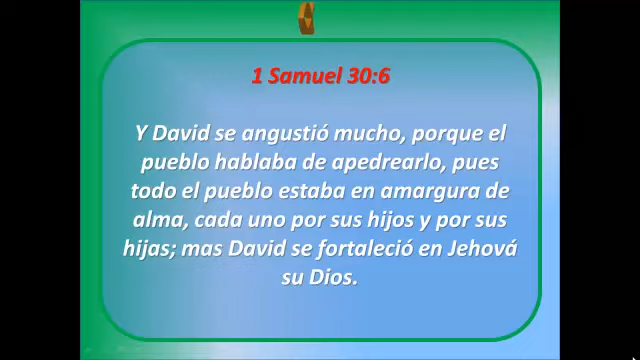 1 Samuel 30:6
Y David se angustió mucho, porque el
pueblo hablaba de apedrearlo, pues
todo el pueblo estaba en amargura de
alma, cada uno por sus hijos y por sus
hijas; mas David se fortaleció en Jehová
su Dios.